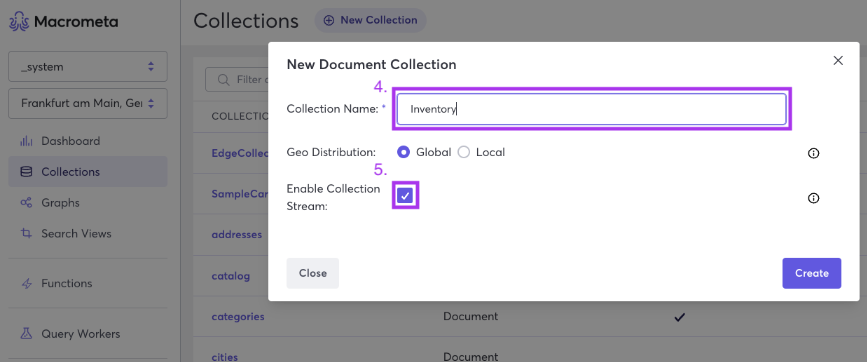 Macrometa
Collections
New Collection
_system
Frankfurt am Main, Ger
Filter c
COLLECTIO
Dashboard
Collections
Graphs
Search Views
Functions
Query Workers
EdgeCollec
SampleCar
addresses
catalog
categories
Document
cities
Document
New Document Collection
4.
Collection Name: *
Inventory
Geo Distribution:
Global
Local
5.
Enable Collection
Stream:
Close
Create